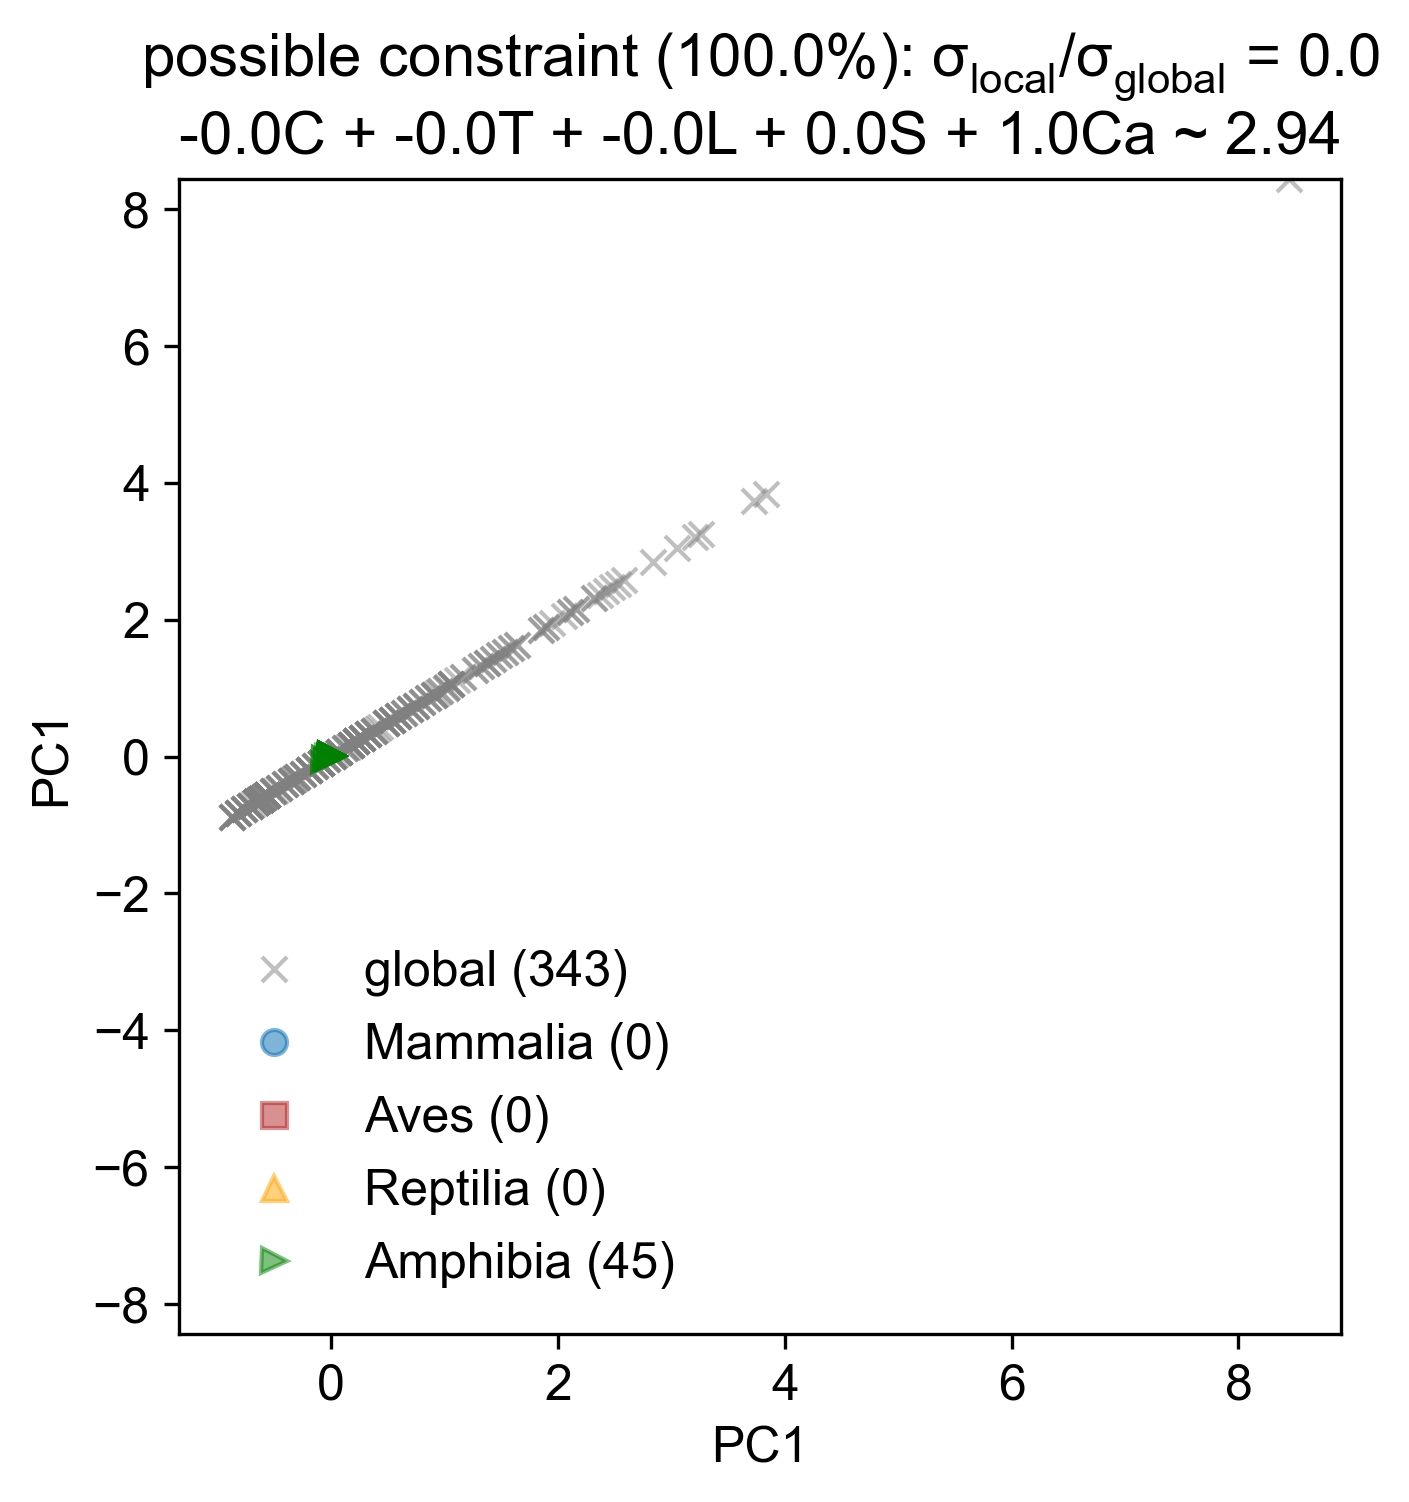 possible constraint (100.0%): σlocal/σglobal = 0.0
-0.0C + -0.0T + -0.0L + 0.0S + 1.0Ca ~ 2.94
8
6
4
2
0
−2
−4
−6
−8
PC1
global (343)
Mammalia (0)
Aves (0)
Reptilia (0)
Amphibia (45)
0 2 4 6 8
PC1